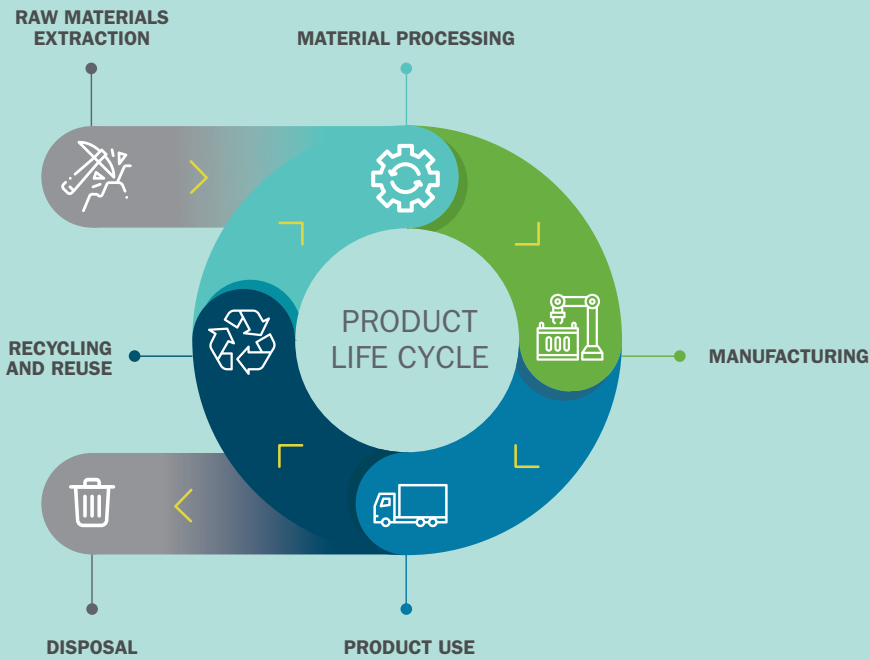 RAW MATERIALS
EXTRACTION
MATERIAL PROCESSING
PRODUCT
LIFE CYCLE
RECYCLING
AND REUSE
MANUFACTURING
DISPOSAL
PRODUCT USE